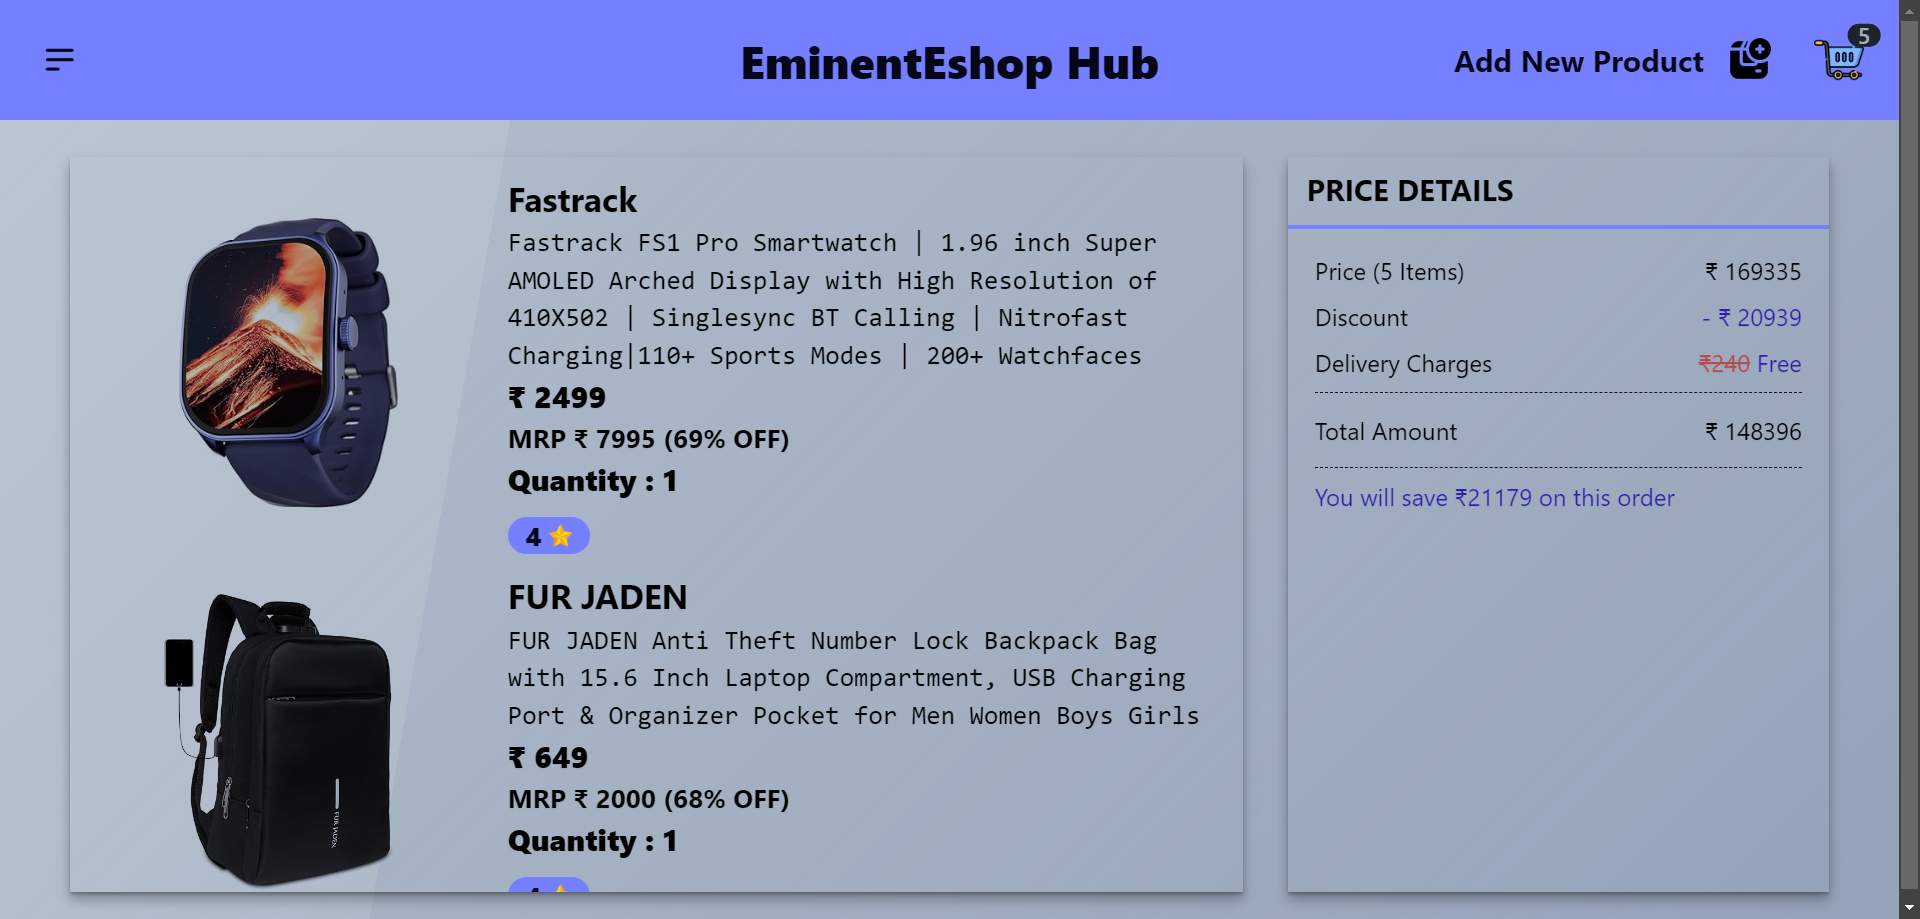 EminentEshop Hub
Add New Product
5
Fastrack
Fastrack FS1 Pro Smartwatch | 1.96 inch Super
AMOLED Arched Display with High Resolution of
410X502 | Singlesync BT Calling | Nitrofast
Charging|110+ Sports Modes | 200+ Watchfaces
₹ 2499
MRP ₹ 7995 (69% OFF)
Quantity : 1
4
FUR JADEN
FUR JADEN Anti Theft Number Lock Backpack Bag
with 15.6 Inch Laptop Compartment, USB Charging
Port & Organizer Pocket for Men Women Boys Girls
₹ 649
MRP ₹ 2000 (68% OFF)
Quantity : 1
FUR JADEN
PRICE DETAILS
Price (5 Items) ₹ 169335
Discount - ₹ 20939
Delivery Charges ₹240 Free
Total Amount ₹ 148396
You will save ₹21179 on this order